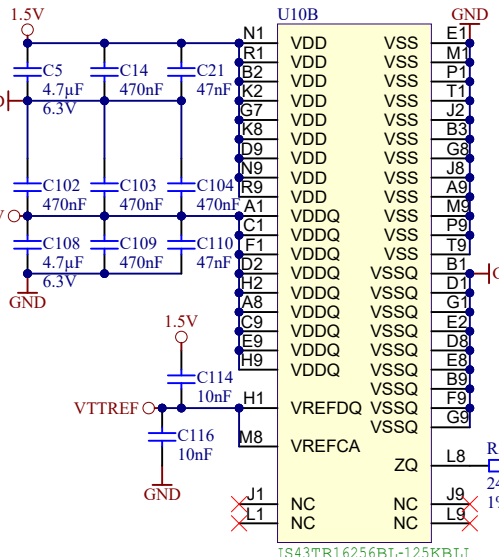 1.5V
U10B
GND
N1 VDD VSS E1
R1 VDD VSS M1
B2 VDD VSS P1
K2 VDD VSS T1
G7 VDD VSS J2
K8 VDD VSS B3
D9 VDD VSS G8
N9 VDD VSS J8
R9 VDD VSS A9
A1 VDDQ VSS M9
C1 VDDQ VSS P9
F1 VDDQ VSS T9
D2 VDDQ VSSQ B1
H2 VDDQ VSSQ D1
A8 VDDQ VSSQ G1
C9 VDDQ VSSQ E2
E9 VDDQ VSSQ D8
H9 VDDQ VSSQ E8
VSSQ B9
H1 VREFDQ VSSQ F9
VSSQ G9
M8 VREFCA
ZQ L8
J1 NC NC J9
L1 NC NC L9
IS43TR16256BL-125KBLI
C5
4.7µF
6.3V
C14
470nF
C21
47nF
C102
470nF
C103
470nF
C104
470nF
C108
4.7µF
6.3V
C109
470nF
C110
47nF
GND
1.5V
C114
10nF
VTTREF
C116
10nF
GND